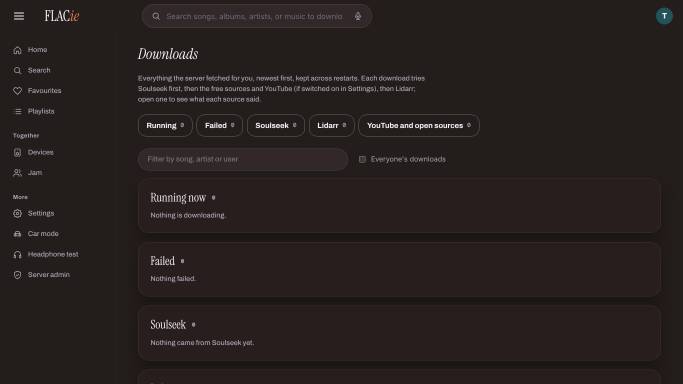 FLACie
Search songs, albums, artists, or music to downlo
T
Home
Search
Favourites
Playlists
Together
Devices
Jam
More
Settings
Car mode
Headphone test
Server admin
Downloads
Everything the server fetched for you, newest first, kept across restarts. Each download tries
Soulseek first, then the free sources and YouTube (if switched on in Settings), then Lidarr;
open one to see what each source said.
Running 0 Failed 0 Soulseek 0 Lidarr 0 YouTube and open sources 0
Filter by song, artist or user
Everyone's downloads
Running now 0
Nothing is downloading.
Failed 0
Nothing failed.
Soulseek 0
Nothing came from Soulseek yet.